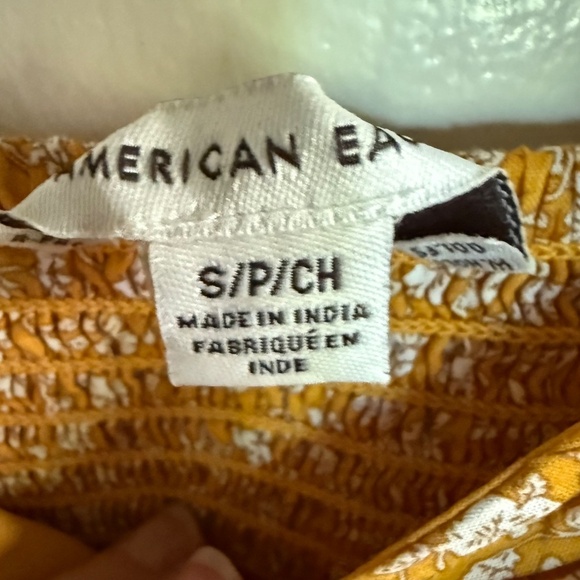 AMERICAN EA
S/P/CH
MADE IN INDIA
FABRIQUÉ EN
INDE